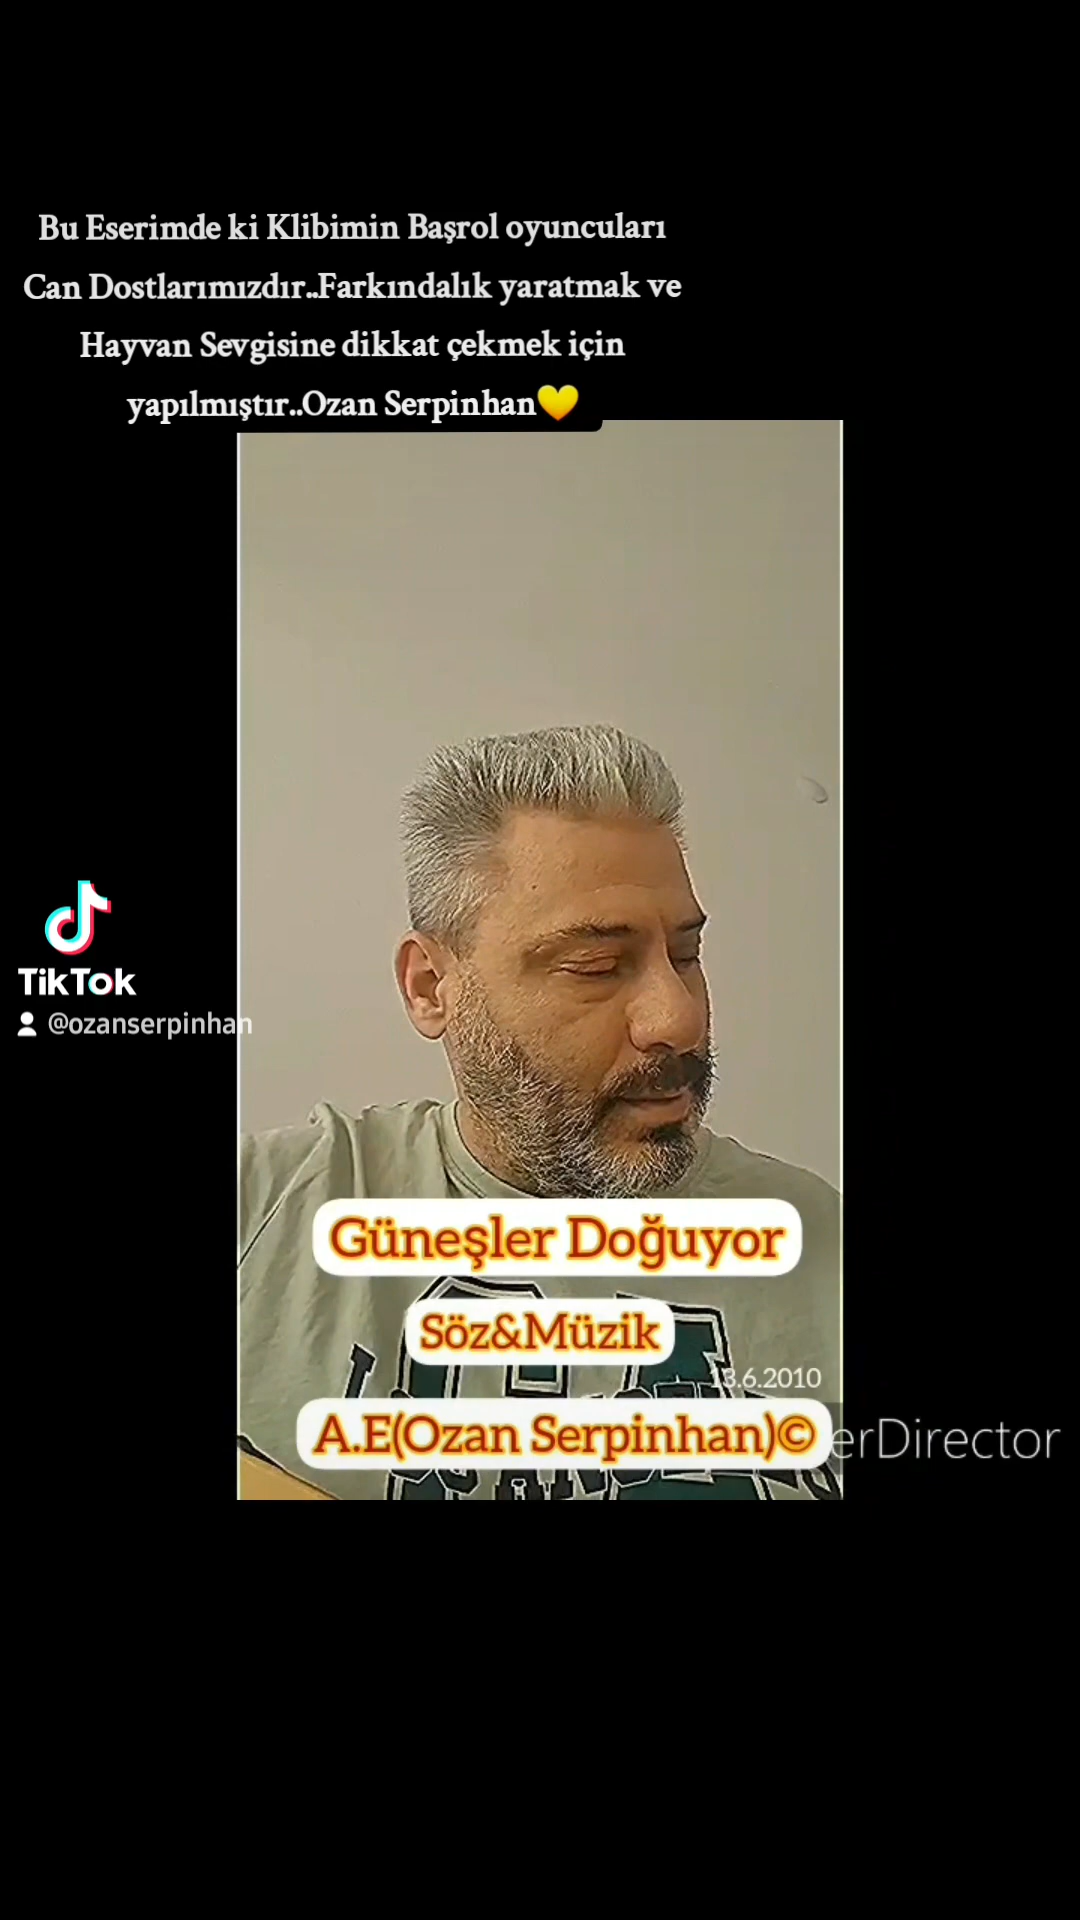 Bu Eserimde ki Klibimin Başrol oyuncuları
Can Dostlarımızdır..Farkındalık yaratmak ve
Hayvan Sevgisine dikkat çekmek için
yapılmıştır..Ozan Serpinhan💛
TikTok
@ozanserpinhan
Güneşler Doğuyor
Söz&Müzik
13.6.2010
A.E(Ozan Serpinhan)©
erDirector